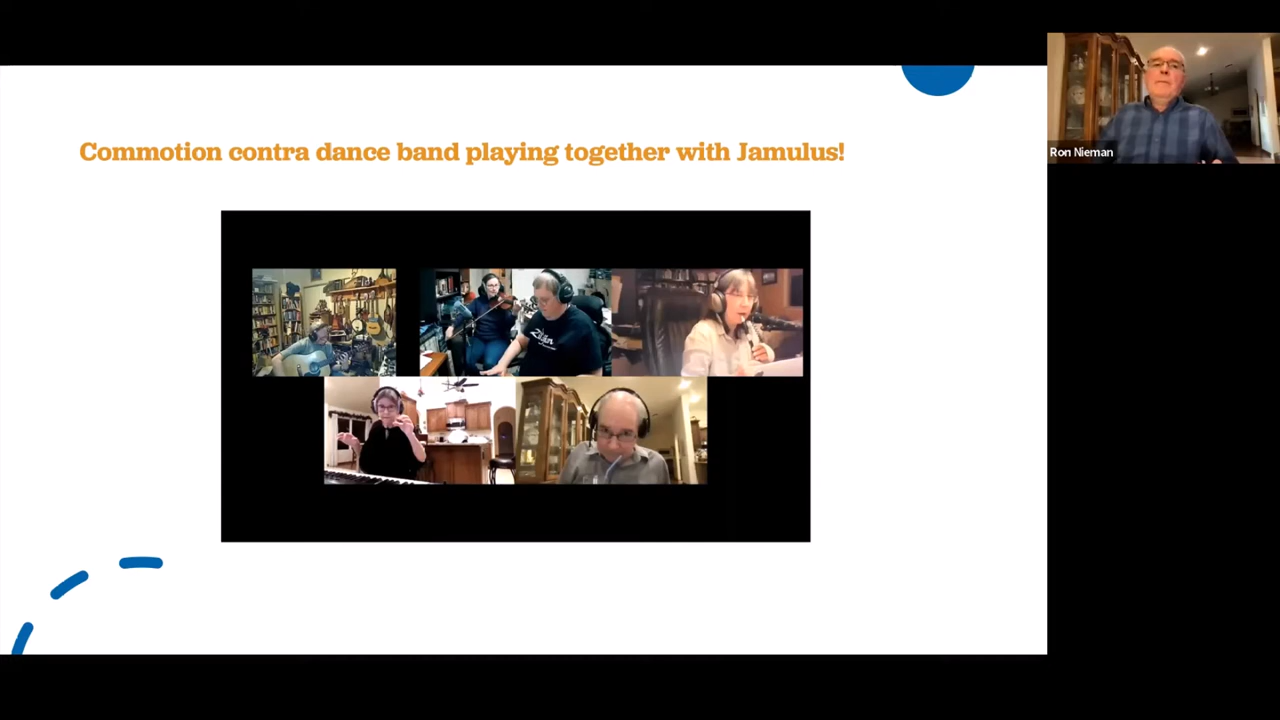 Commotion contra dance band playing together with Jamulus!
Ron Nieman